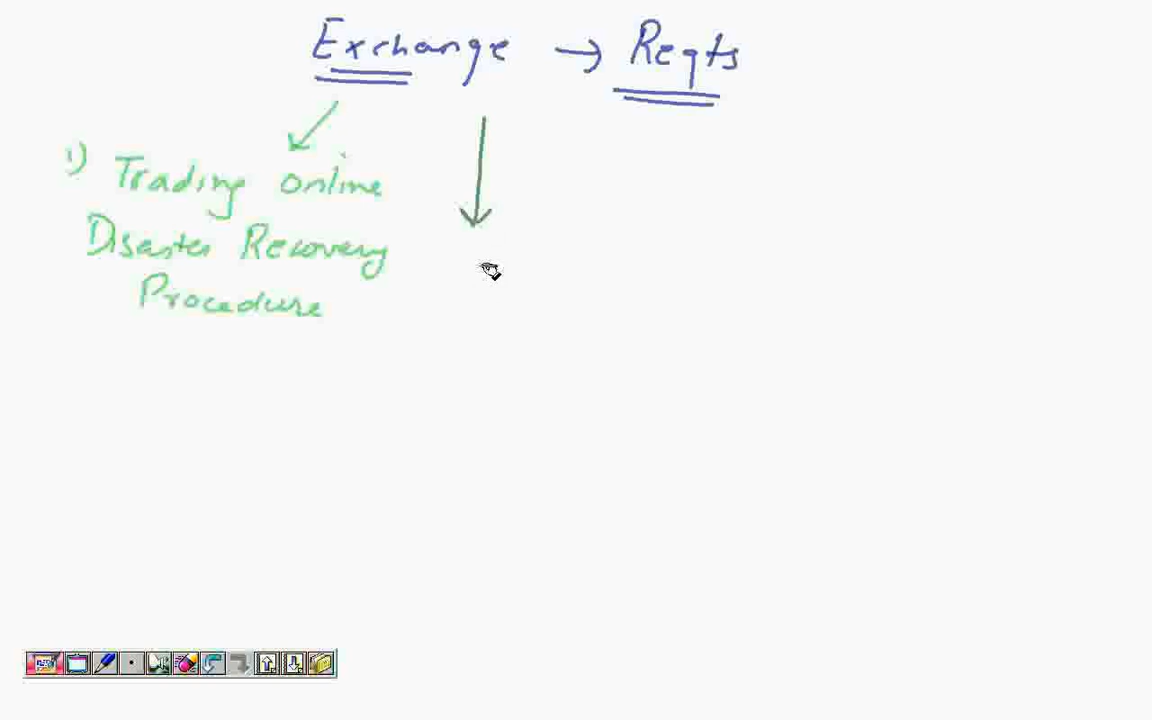 Exchange → Reqts
1) Trading online
Disaster Recovery
Procedure